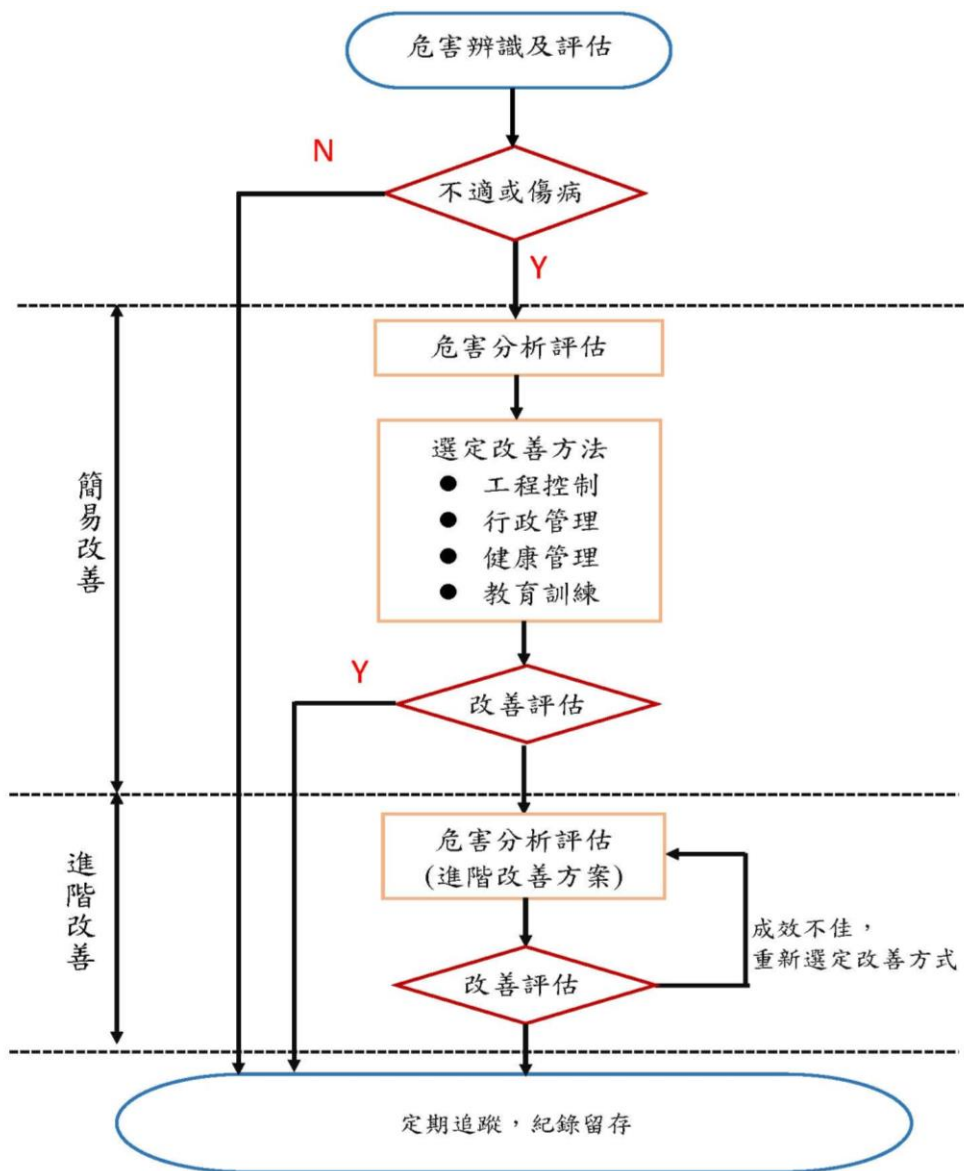 危害辨識及評估
N
不適或傷病
Y
危害分析評估
選定改善方法
● 工程控制
● 行政管理
● 健康管理
● 教育訓練
簡易改善
Y
改善評估
危害分析評估
(進階改善方案)
進階改善
成效不佳，
重新選定改善方式
改善評估
定期追蹤，紀錄留存